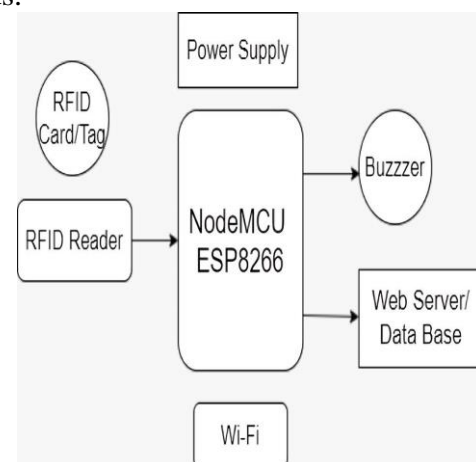 Power Supply
RFID
Card/Tag
Buzzzer
RFID Reader
NodeMCU
ESP8266
Web Server/
Data Base
Wi-Fi